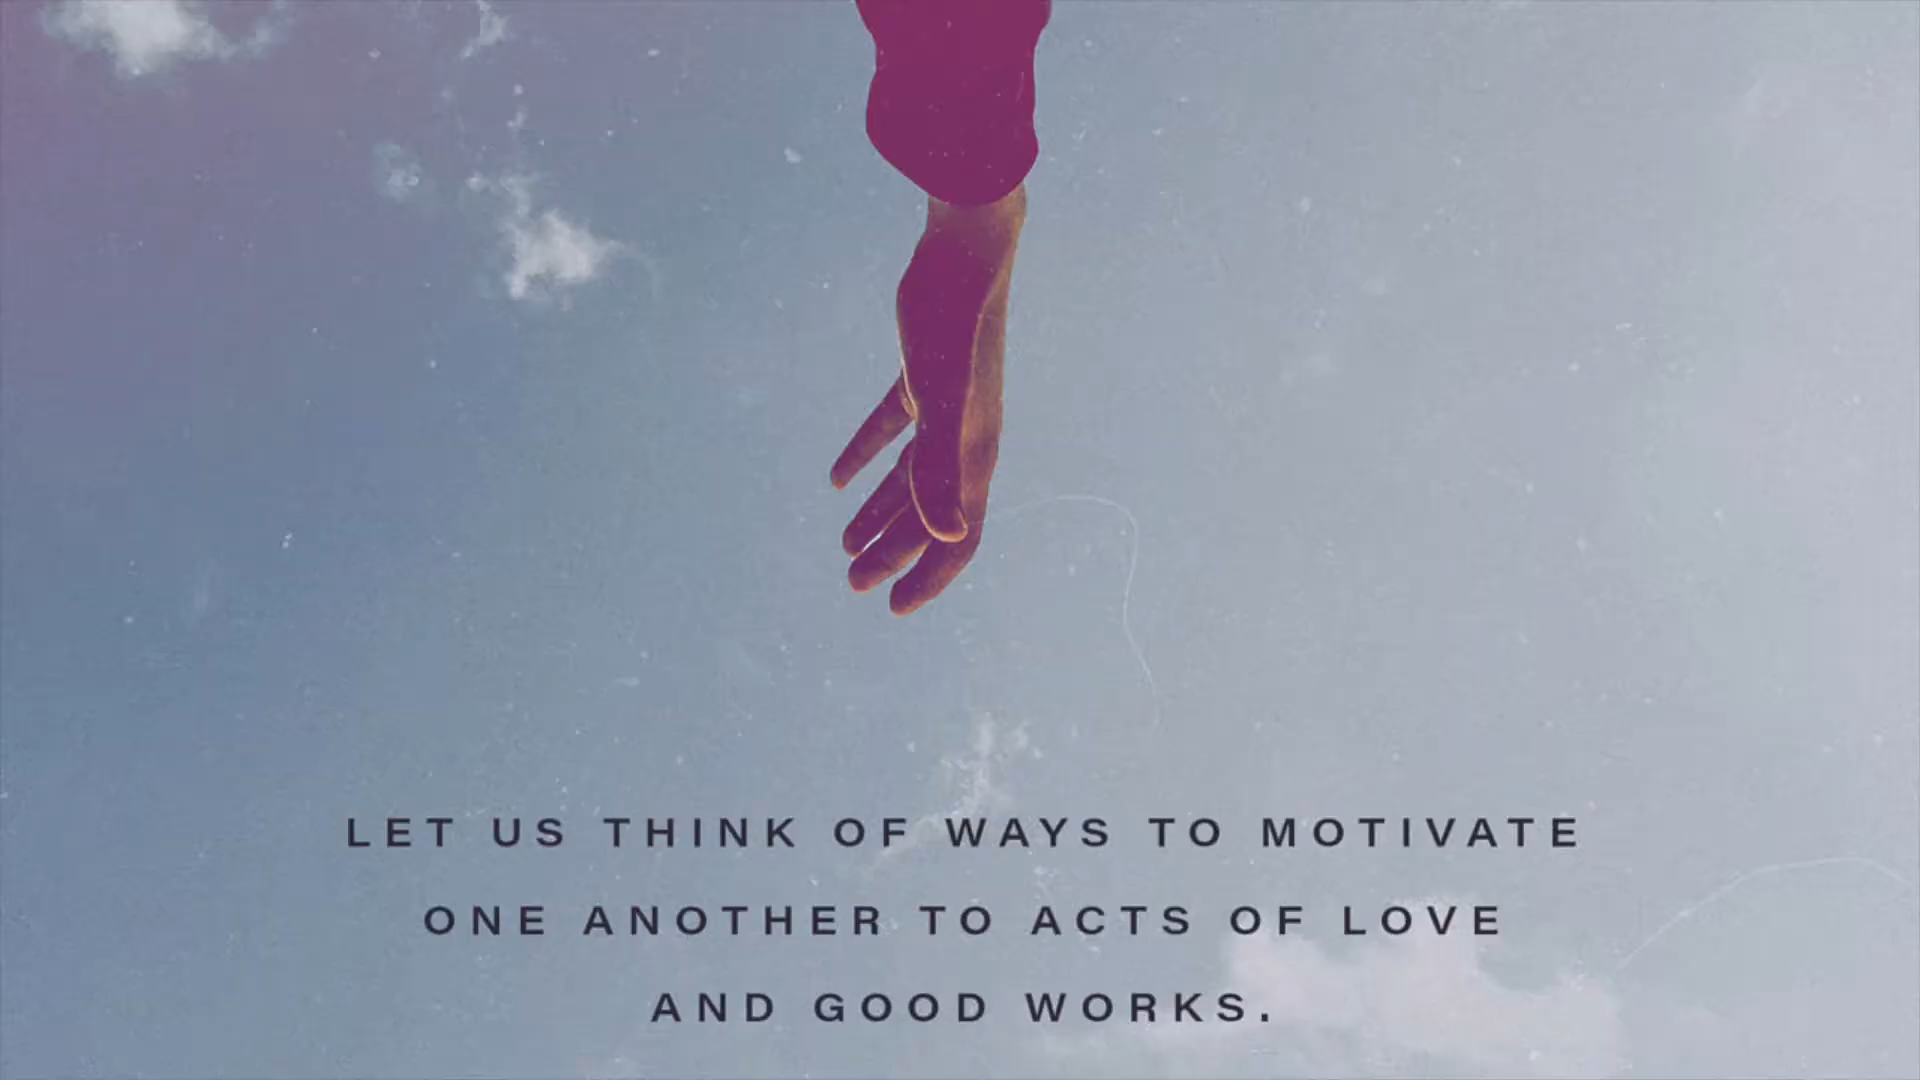 LET US THINK OF WAYS TO MOTIVATE
ONE ANOTHER TO ACTS OF LOVE
AND GOOD WORKS.